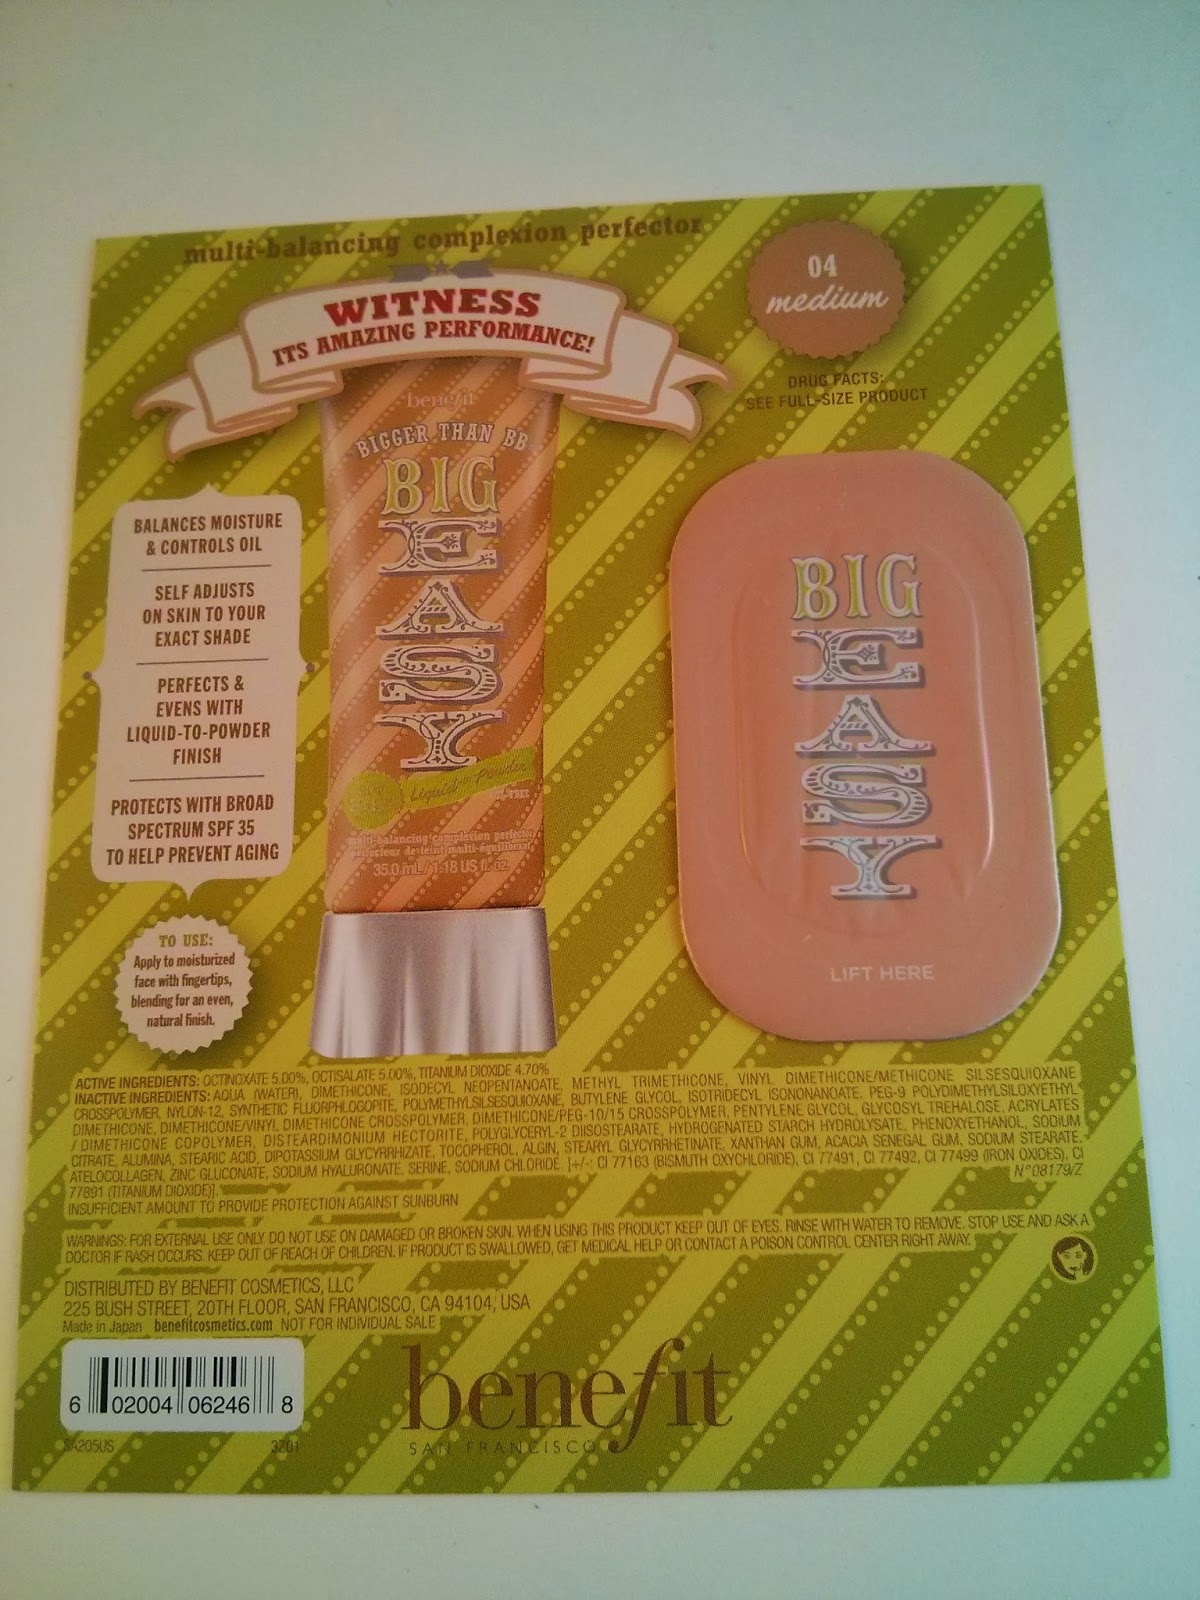 multi-balancing complexion perfector
WITNESS
ITS AMAZING PERFORMANCE!
04
medium
DRUG FACTS:
SEE FULL-SIZE PRODUCT
benefit
BIGGER THAN BB
BIG
EASY
Liquid to Powder
OIL-FREE
multi-balancing complexion perfector
perfecteur de teint multi-équilibrant
35.0 mL / 1.18 US fl. oz.
BALANCES MOISTURE
& CONTROLS OIL
SELF ADJUSTS
ON SKIN TO YOUR
EXACT SHADE
PERFECTS &
EVENS WITH
LIQUID-TO-POWDER
FINISH
PROTECTS WITH BROAD
SPECTRUM SPF 35
TO HELP PREVENT AGING
TO USE:
Apply to moisturized
face with fingertips,
blending for an even,
natural finish.
BIG
EASY
LIFT HERE
ACTIVE INGREDIENTS: OCTINOXATE 5.00%, OCTISALATE 5.00%, TITANIUM DIOXIDE 4.70%
INACTIVE INGREDIENTS: AQUA (WATER), DIMETHICONE, ISODECYL NEOPENTANOATE, METHYL TRIMETHICONE, VINYL DIMETHICONE/METHICONE SILSESQUIOXANE
CROSSPOLYMER, NYLON-12, SYNTHETIC FLUORPHLOGOPITE, POLYMETHYLSILSESQUIOXANE, BUTYLENE GLYCOL, ISOTRIDECYL ISONONANOATE, PEG-9 POLYDIMETHYLSILOXYETHYL
DIMETHICONE, DIMETHICONE/VINYL DIMETHICONE CROSSPOLYMER, DIMETHICONE/PEG-10/15 CROSSPOLYMER, PENTYLENE GLYCOL, GLYCOSYL TREHALOSE, ACRYLATES
/ DIMETHICONE COPOLYMER, DISTEARDIMONIUM HECTORITE, POLYGLYCERYL-2 DIISOSTEARATE, HYDROGENATED STARCH HYDROLYSATE, PHENOXYETHANOL, SODIUM
CITRATE, ALUMINA, STEARIC ACID, DIPOTASSIUM GLYCYRRHIZATE, TOCOPHEROL, ALGIN, STEARYL GLYCYRRHETINATE, XANTHAN GUM, ACACIA SENEGAL GUM, SODIUM STEARATE,
ATELOCOLLAGEN, ZINC GLUCONATE, SODIUM HYALURONATE, SERINE, SODIUM CHLORIDE. [+/-: CI 77163 (BISMUTH OXYCHLORIDE), CI 77491, CI 77492, CI 77499 (IRON OXIDES), CI
77891 (TITANIUM DIOXIDE)].
N°08179/Z
INSUFFICIENT AMOUNT TO PROVIDE PROTECTION AGAINST SUNBURN
WARNINGS: FOR EXTERNAL USE ONLY. DO NOT USE ON DAMAGED OR BROKEN SKIN. WHEN USING THIS PRODUCT KEEP OUT OF EYES. RINSE WITH WATER TO REMOVE. STOP USE AND ASK A
DOCTOR IF RASH OCCURS. KEEP OUT OF REACH OF CHILDREN. IF PRODUCT IS SWALLOWED, GET MEDICAL HELP OR CONTACT A POISON CONTROL CENTER RIGHT AWAY.
DISTRIBUTED BY BENEFIT COSMETICS, LLC
225 BUSH STREET, 20TH FLOOR, SAN FRANCISCO, CA 94104, USA
Made in Japan benefitcosmetics.com NOT FOR INDIVIDUAL SALE
6 02004 06246 8
SA205US 3201
benefit
SAN FRANCISCO